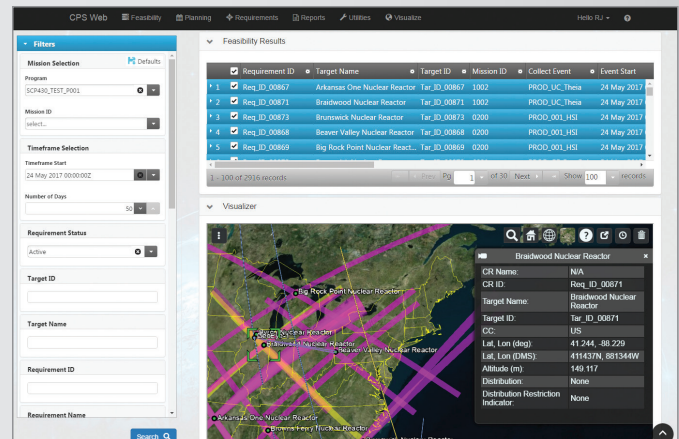 CPS Web Feasibility Planning Requirements Reports Utilities Visualize Hello RJ
Filters
Mission Selection Defaults
Program
SCP430_TEST_P001
Mission ID
select...
Timeframe Selection
Timeframe Start
24 May 2017 00:00:00Z
Number of Days
50
Requirement Status
Active
Target ID
Target Name
Requirement ID
Requirement Name
Search
Feasibility Results
Requirement ID Target Name Target ID Mission ID Collect Event Event Start
1 Req_ID_00867 Arkansas One Nuclear Reactor Tar_ID_00867 1002 PROD_UC_Theia 24 May 2017
2 Req_ID_00871 Braidwood Nuclear Reactor Tar_ID_00871 1002 PROD_UC_Theia 24 May 2017
3 Req_ID_00873 Brunswick Nuclear Reactor Tar_ID_00873 0200 PROD_001_HSI 24 May 2017
4 Req_ID_00868 Beaver Valley Nuclear Reactor Tar_ID_00868 0200 PROD_001_HSI 24 May 2017
5 Req_ID_00869 Big Rock Point Nuclear React... Tar_ID_00869 0200 PROD_001_HSI 24 May 2017
1 - 100 of 2916 records Prev Pg 1 of 30 Next Show 100 records
Visualizer
Braidwood Nuclear Reactor
CR Name: N/A
CR ID: Req_ID_00871
Target Name: Braidwood Nuclear
Reactor
Target ID: Tar_ID_00871
CC: US
Lat, Lon (deg): 41.244, -88.229
Lat, Lon (DMS): 411437N, 881344W
Altitude (m): 149.117
Distribution: None
Distribution Restriction
Indicator: None
Big Rock Point Nuclear Reactor
Nuclear Reactor
Braidwood Nuclear Reactor
Beaver Valley Nuclear Reactor
Arkansas One Nuclear Reactor
Browns Ferry Nuclear Reactor